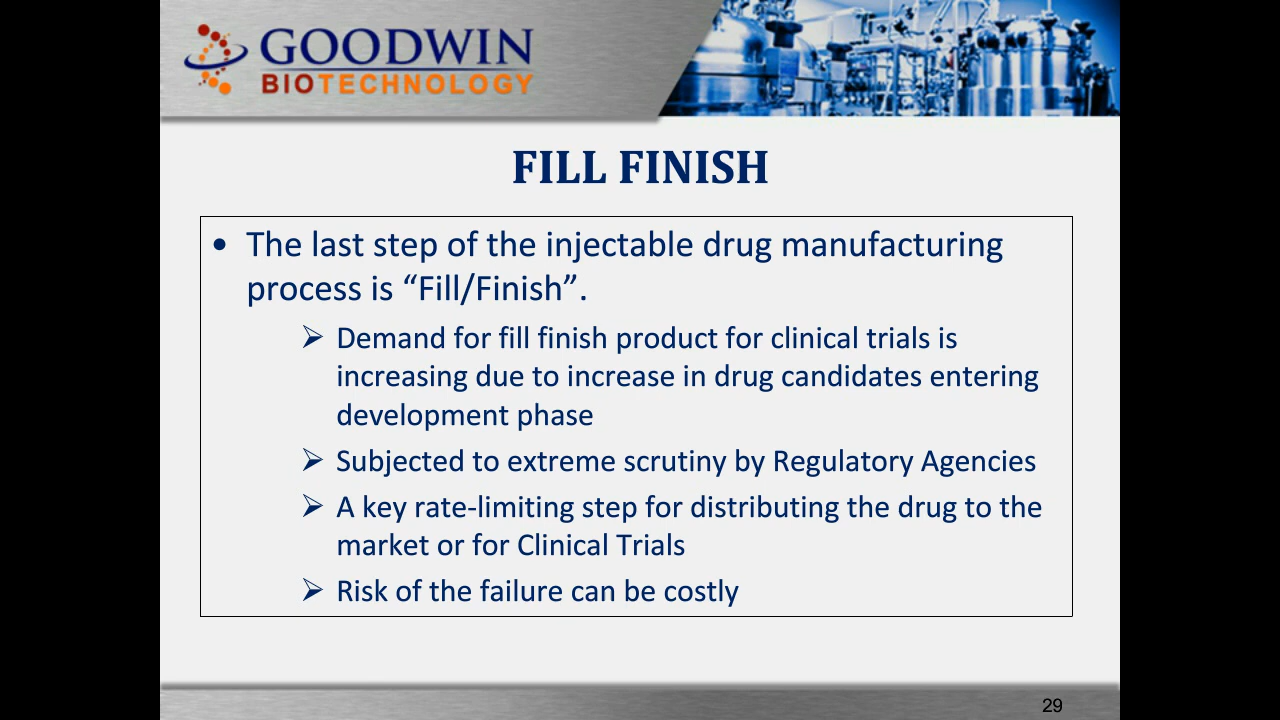 GOODWIN
BIOTECHNOLOGY
FILL FINISH
• The last step of the injectable drug manufacturing
process is “Fill/Finish”.
➢ Demand for fill finish product for clinical trials is
increasing due to increase in drug candidates entering
development phase
➢ Subjected to extreme scrutiny by Regulatory Agencies
➢ A key rate-limiting step for distributing the drug to the
market or for Clinical Trials
➢ Risk of the failure can be costly
29